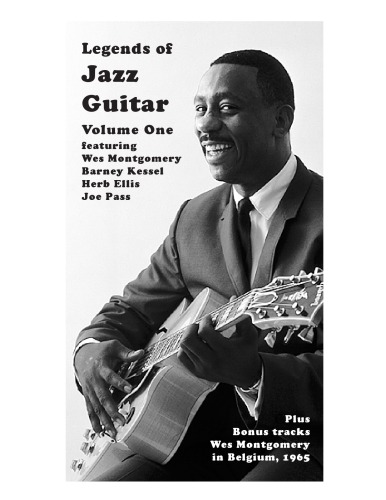 Legends of
Jazz
Guitar
Volume One
featuring
Wes Montgomery
Barney Kessel
Herb Ellis
Joe Pass
Plus
Bonus tracks
Wes Montgomery
in Belgium, 1965